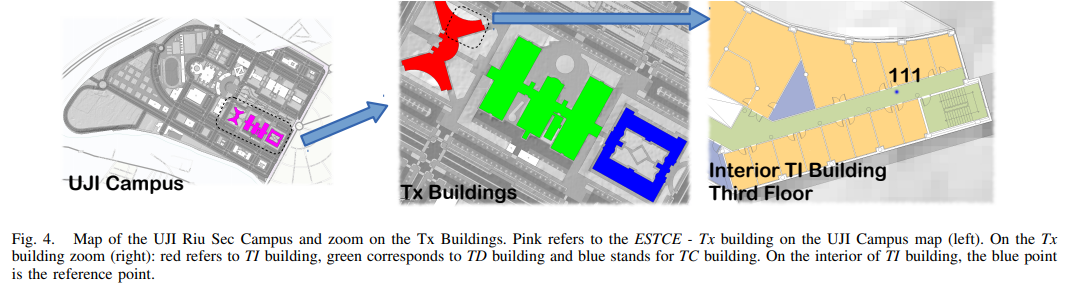 111
UJI Campus
Tx Buildings
Interior TI Building
Third Floor
Fig. 4. Map of the UJI Riu Sec Campus and zoom on the Tx Buildings. Pink refers to the ESTCE - Tx building on the UJI Campus map (left). On the Tx
building zoom (right): red refers to TI building, green corresponds to TD building and blue stands for TC building. On the interior of TI building, the blue point
is the reference point.